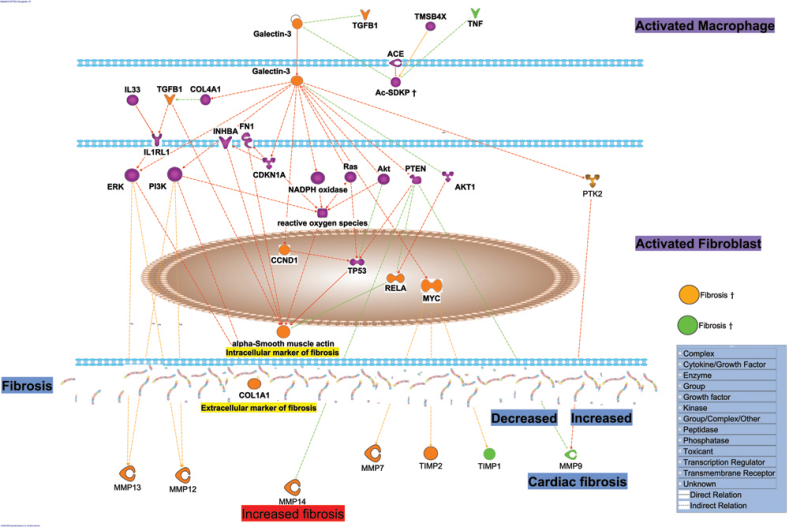 Activated Macrophage
TGFB1
TMSB4X
TNF
Galectin-3
ACE
Galectin-3
Ac-SDKP †
IL33
TGFB1
COL4A1
INHBA
FN1
IL1RL1
CDKN1A
Ras
Akt
PTEN
ERK
PI3K
NADPH oxidase
AKT1
PTK2
reactive oxygen species
Activated Fibroblast
CCND1
TP53
RELA
MYC
Fibrosis †
Fibrosis †
alpha-Smooth muscle actin
Intracellular marker of fibrosis
Complex
Cytokine/Growth Factor
Enzyme
Group
Growth factor
Kinase
Group/Complex/Other
Peptidase
Phosphatase
Toxicant
Transcription Regulator
Transmembrane Receptor
Unknown
Direct Relation
Indirect Relation
Fibrosis
COL1A1
Extracellular marker of fibrosis
Decreased
Increased
MMP13
MMP12
MMP14
MMP7
TIMP2
TIMP1
MMP9
Cardiac fibrosis
Increased fibrosis